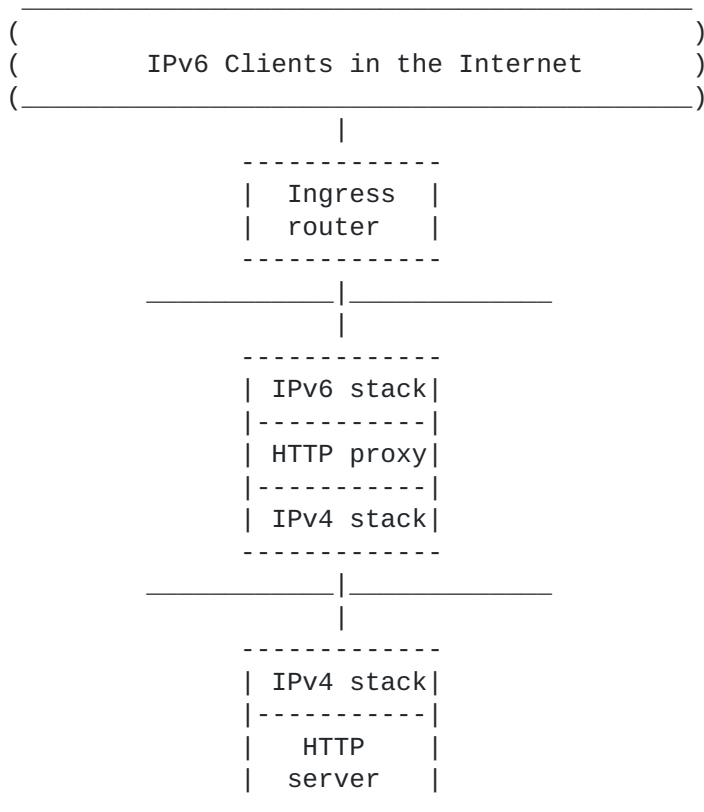 IPv6 Clients in the Internet
Ingress
router
IPv6 stack
HTTP proxy
IPv4 stack
IPv4 stack
HTTP
server